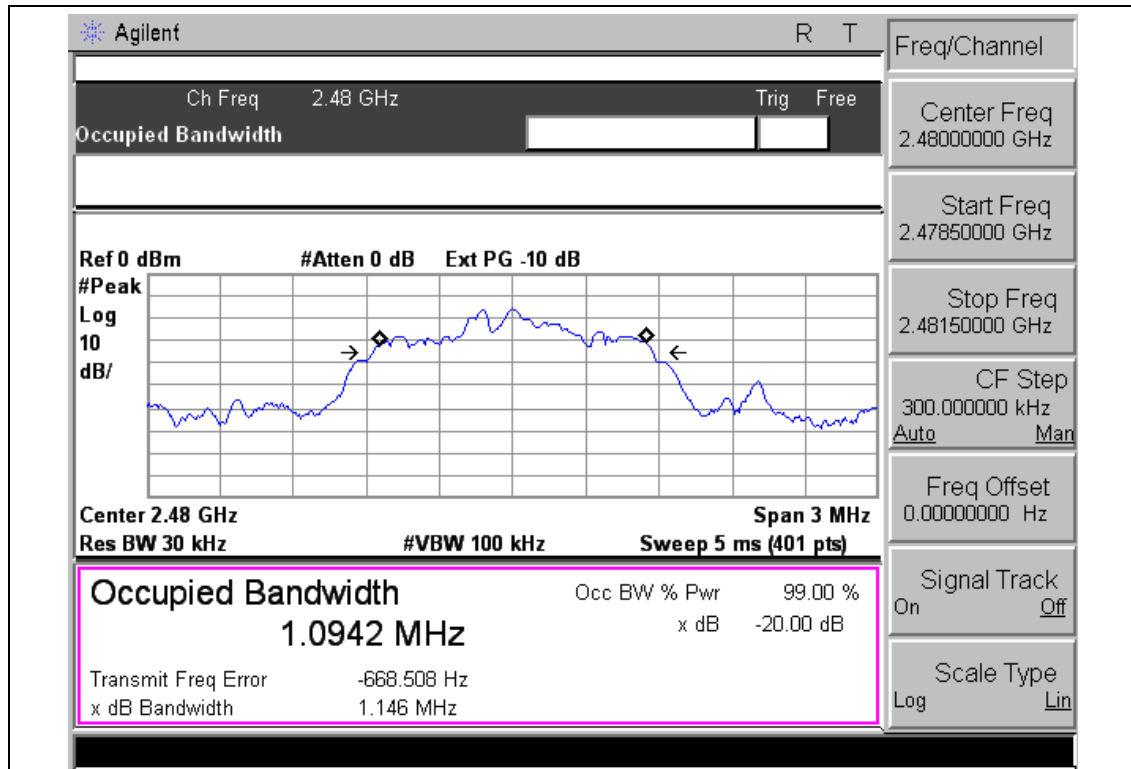 Agilent R T
Ch Freq 2.48 GHz Trig Free
Occupied Bandwidth
Ref 0 dBm #Atten 0 dB Ext PG -10 dB
#Peak
Log
10
dB/
Center 2.48 GHz Span 3 MHz
Res BW 30 kHz #VBW 100 kHz Sweep 5 ms (401 pts)
Occupied Bandwidth Occ BW % Pwr 99.00 %
1.0942 MHz x dB -20.00 dB
Transmit Freq Error -668.508 Hz
x dB Bandwidth 1.146 MHz
Freq/Channel
Center Freq
2.48000000 GHz
Start Freq
2.47850000 GHz
Stop Freq
2.48150000 GHz
CF Step
300.000000 kHz
Auto Man
Freq Offset
0.00000000 Hz
Signal Track
On Off
Scale Type
Log Lin